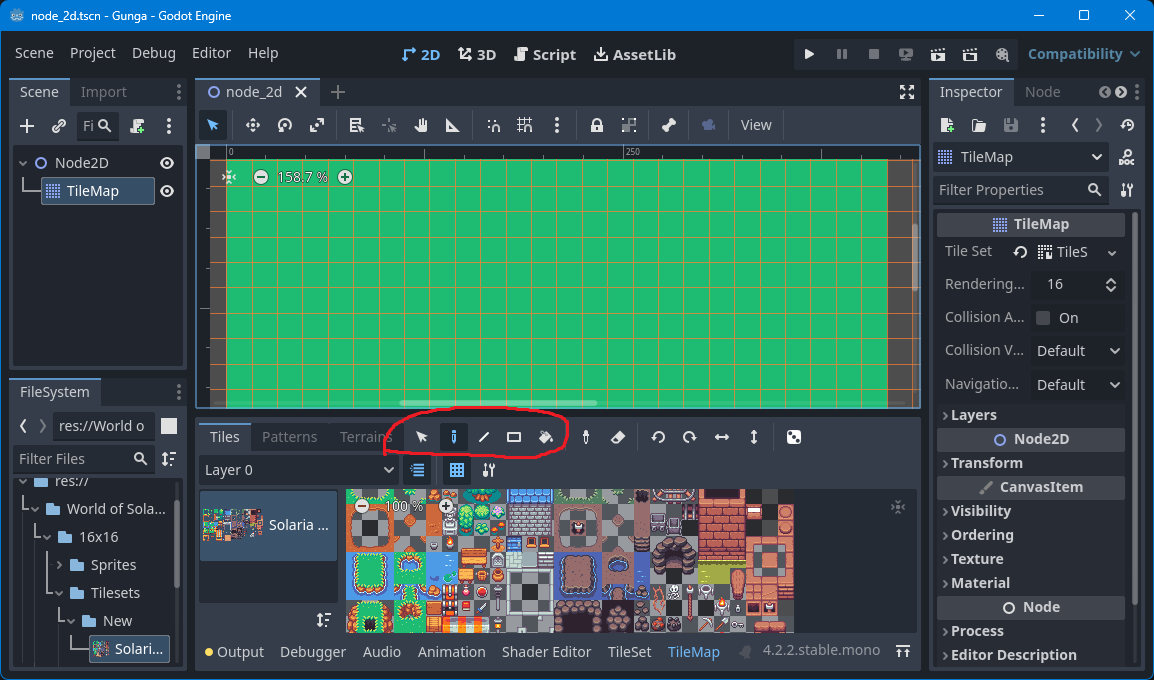 node_2d.tscn - Gunga - Godot Engine
Scene Project Debug Editor Help 2D 3D Script AssetLib Compatibility
Scene Import
Fi
Node2D
TileMap
FileSystem
res://World o
Filter Files
res://
World of Sola...
16x16
Sprites
Tilesets
New
Solari...
node_2d
View
0 250
158.7 %
Tiles Patterns Terrains
Layer 0
Solaria ...
100 %
Output Debugger Audio Animation Shader Editor TileSet TileMap 4.2.2.stable.mono
Inspector Node
TileMap
DOC
Filter Properties
TileMap
Tile Set TileS
Rendering... 16
Collision A... On
Collision V... Default
Navigatio... Default
Layers
Node2D
Transform
CanvasItem
Visibility
Ordering
Texture
Material
Node
Process
Editor Description